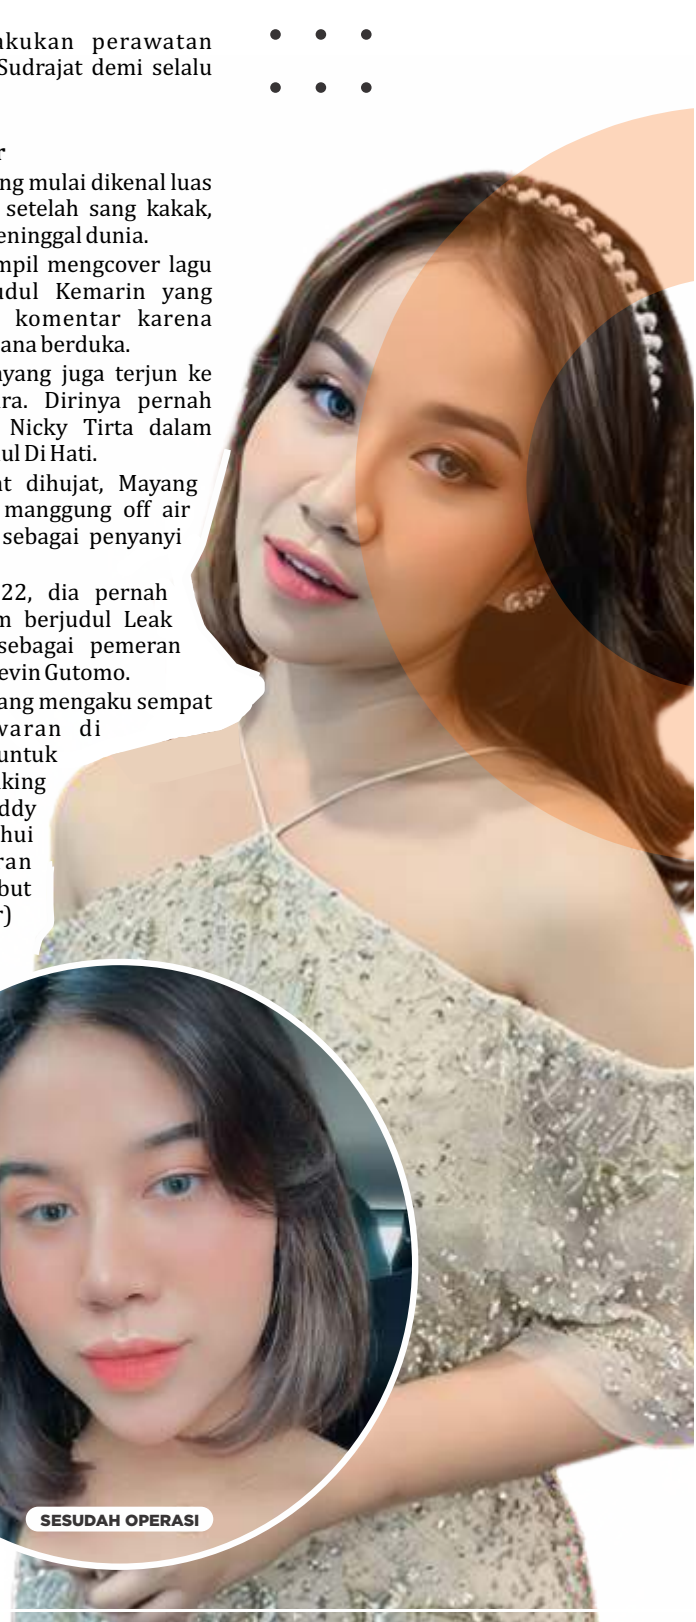 akukan perawatan
Sudrajat demi selalu
r
ng mulai dikenal luas
setelah sang kakak,
eninggal dunia.
mpil mengcover lagu
udul Kemarin yang
komentar karena
ana berduka.
ayang juga terjun ke
ra. Dirinya pernah
Nicky Tirta dalam
ul Di Hati.
at dihujat, Mayang
manggung off air
sebagai penyanyi
22, dia pernah
m berjudul Leak
sebagai pemeran
evin Gutomo.
ang mengaku sempat
waran di
untuk
king
ddy
hui
ran
but
r)
SESUDAH OPERASI